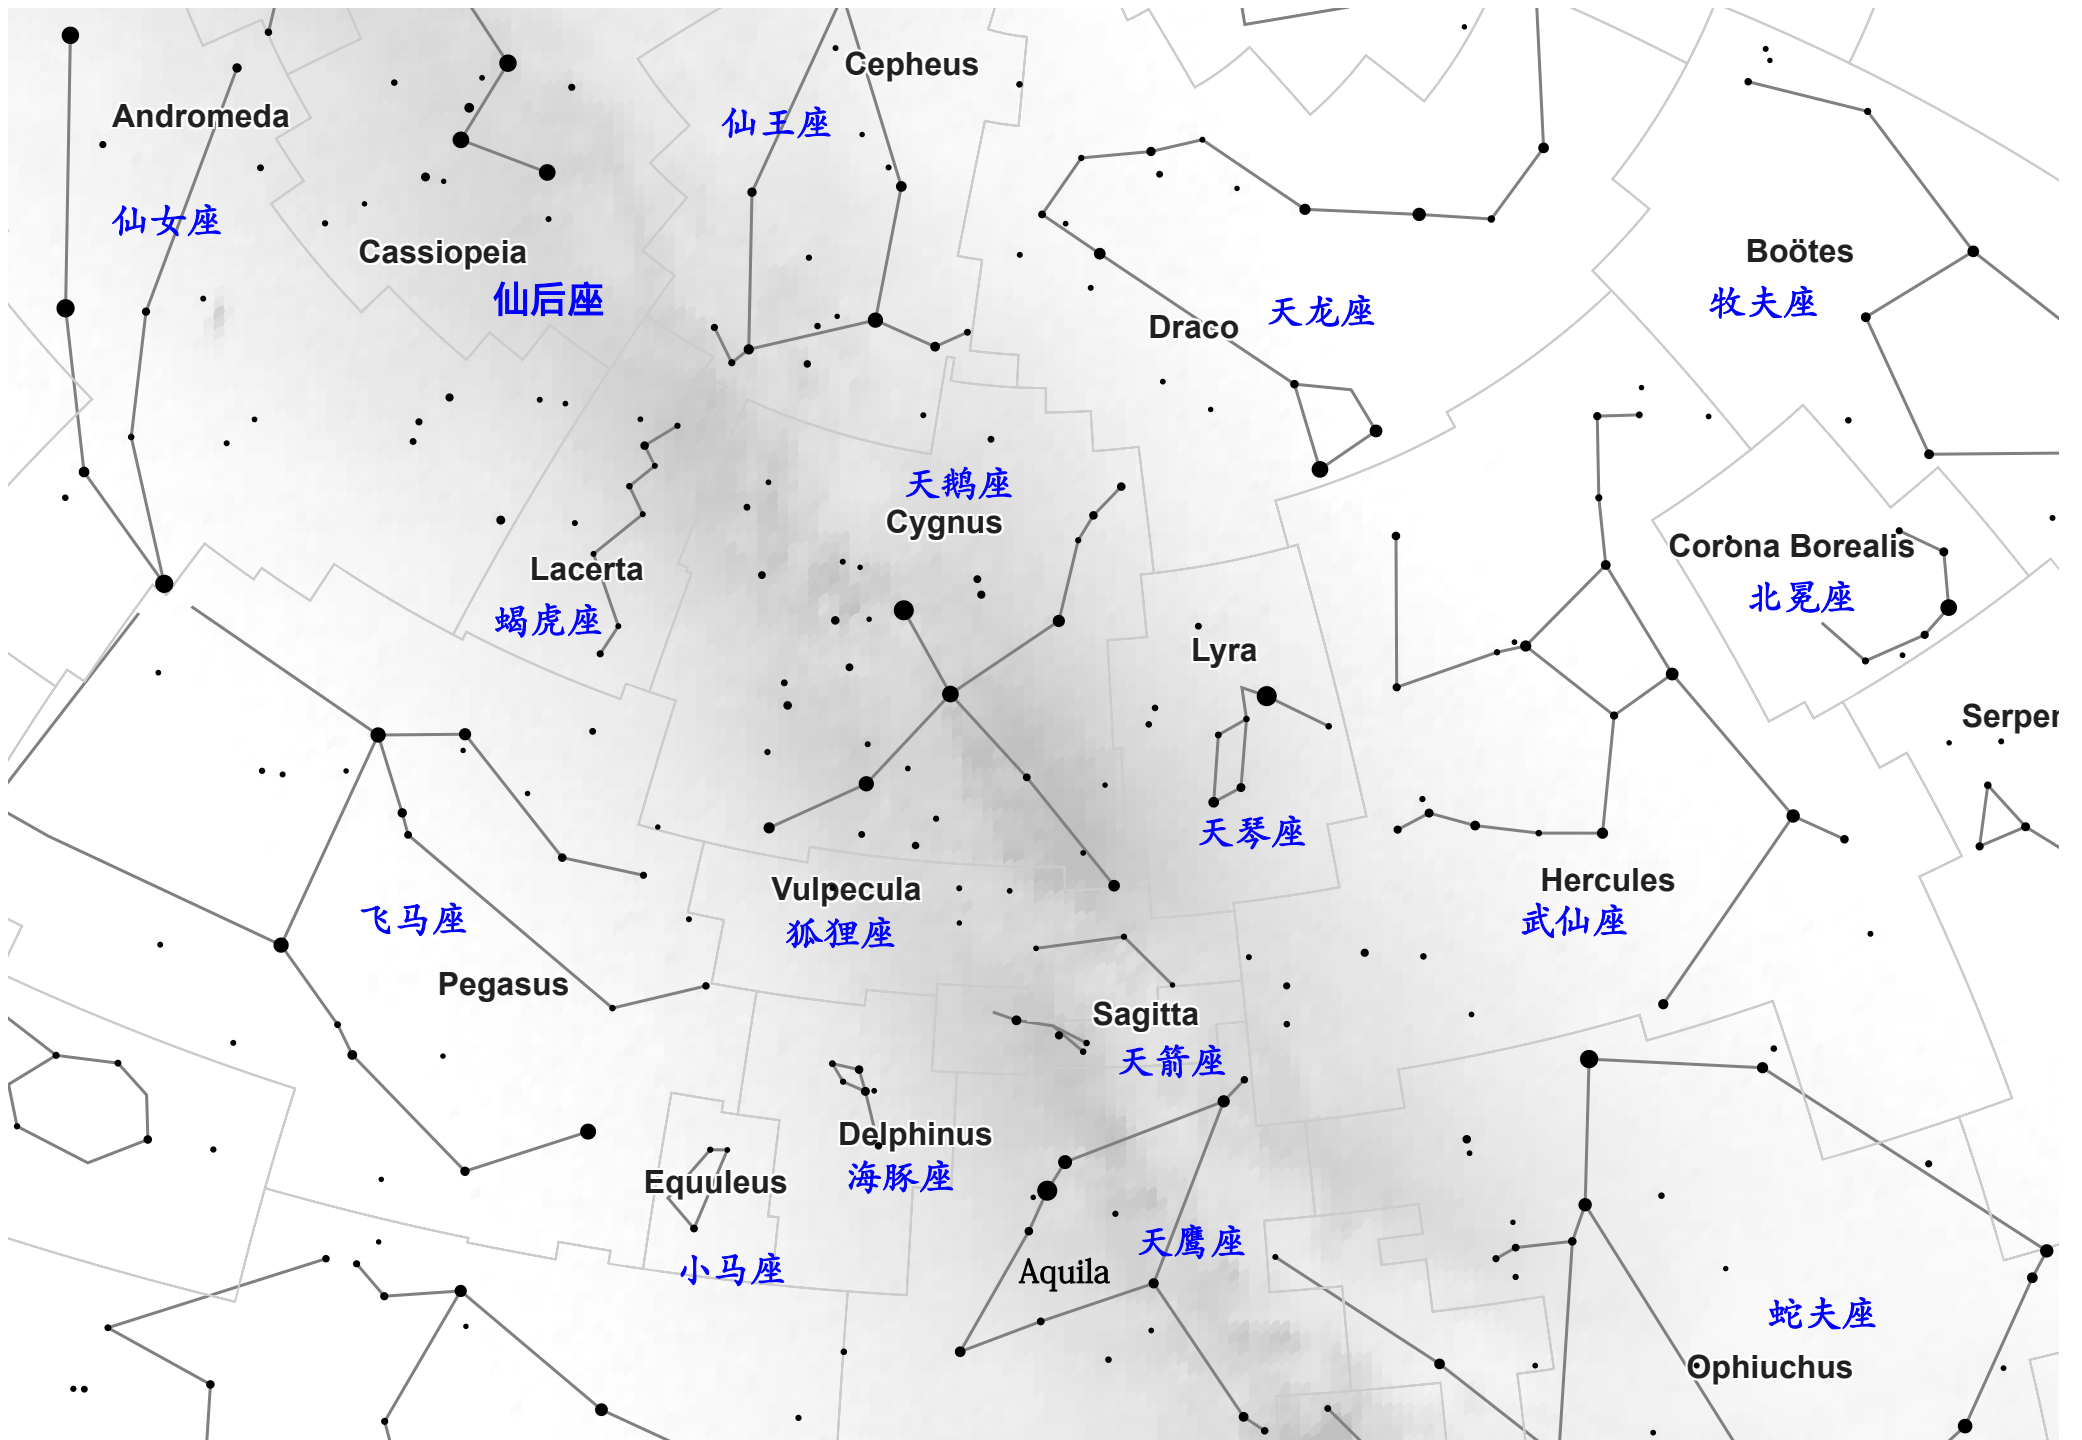 Cepheus
仙王座
Andromeda
仙女座
Cassiopeia
仙后座
Draco
天龙座
Boötes
牧夫座
天鹅座
Cygnus
Lacerta
蝎虎座
Corona Borealis
北冕座
Lyra
天琴座
Serpen
Vulpecula
狐狸座
Hercules
武仙座
飞马座
Pegasus
Sagitta
天箭座
Delphinus
海豚座
Equuleus
小马座
天鹰座
Aquila
蛇夫座
Ophiuchus